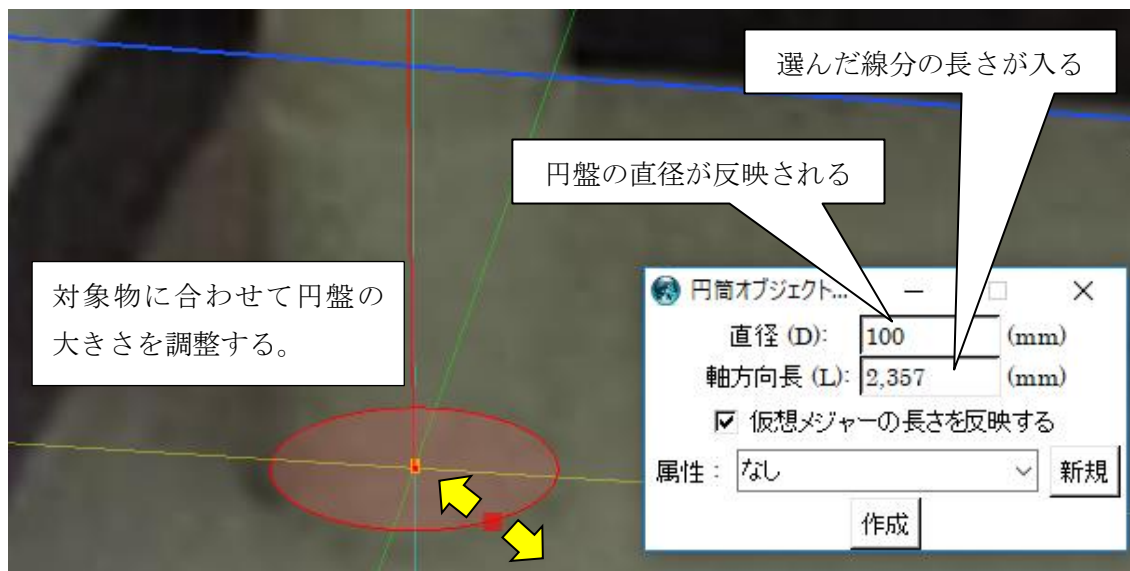 選んだ線分の長さが入る
円盤の直径が反映される
対象物に合わせて円盤の
大きさを調整する。
円筒オブジェクト...
直径 (D): 100 (mm)
軸方向長 (L): 2,357 (mm)
仮想メジャーの長さを反映する
属性： なし 新規
作成